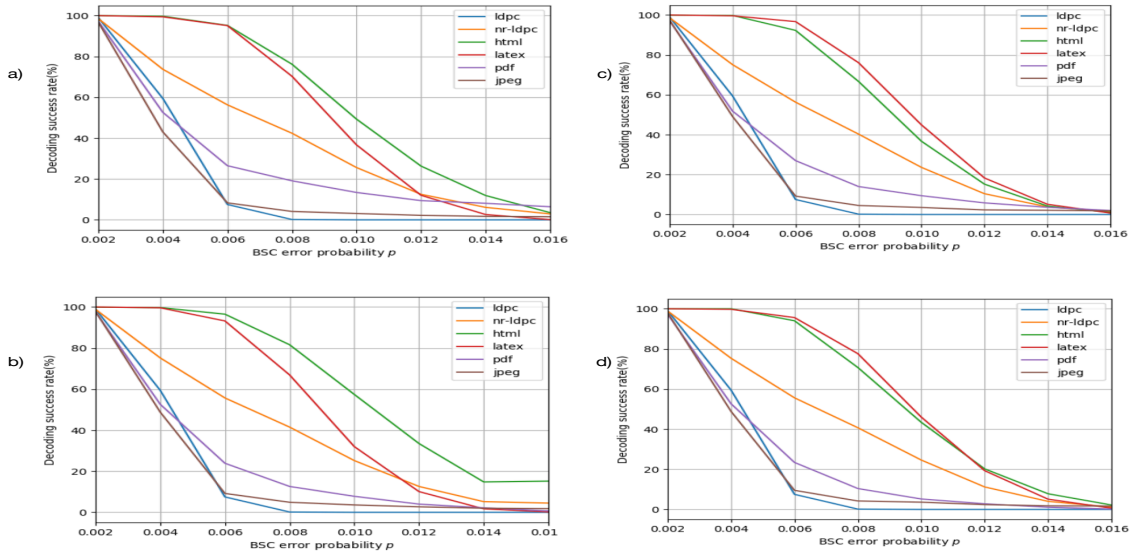 a)
Decoding success rate(%)
100
80
60
40
20
0
0.002 0.004 0.006 0.008 0.010 0.012 0.014 0.016
BSC error probability p
ldpc
nr-ldpc
html
latex
pdf
jpeg
c)
Decoding success rate(%)
100
80
60
40
20
0
0.002 0.004 0.006 0.008 0.010 0.012 0.014 0.016
BSC error probability p
ldpc
nr-ldpc
html
latex
pdf
jpeg
b)
Decoding success rate(%)
100
80
60
40
20
0
0.002 0.004 0.006 0.008 0.010 0.012 0.014 0.01
BSC error probability p
ldpc
nr-ldpc
html
latex
pdf
jpeg
d)
Decoding success rate(%)
100
80
60
40
20
0
0.002 0.004 0.006 0.008 0.010 0.012 0.014 0.016
BSC error probability p
ldpc
nr-ldpc
html
latex
pdf
jpeg